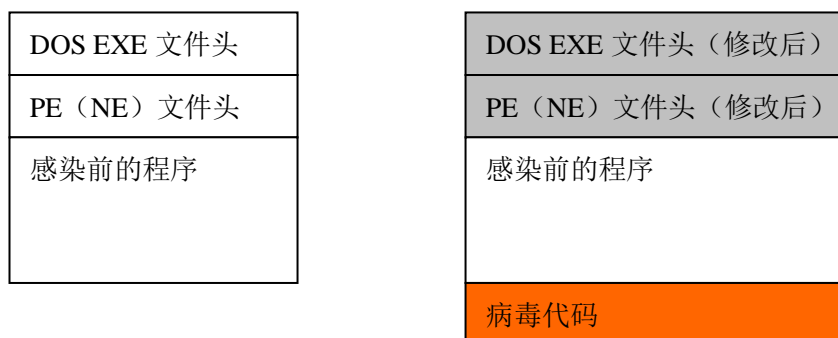 DOS EXE 文件头
PE（NE）文件头
感染前的程序
DOS EXE 文件头（修改后）
PE（NE）文件头（修改后）
感染前的程序
病毒代码